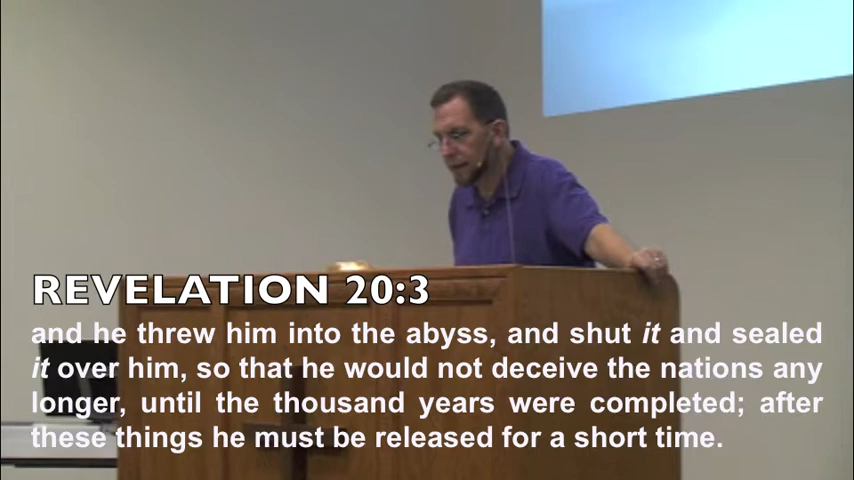 REVELATION 20:3
and he threw him into the abyss, and shut it and sealed
it over him, so that he would not deceive the nations any
longer, until the thousand years were completed; after
these things he must be released for a short time.